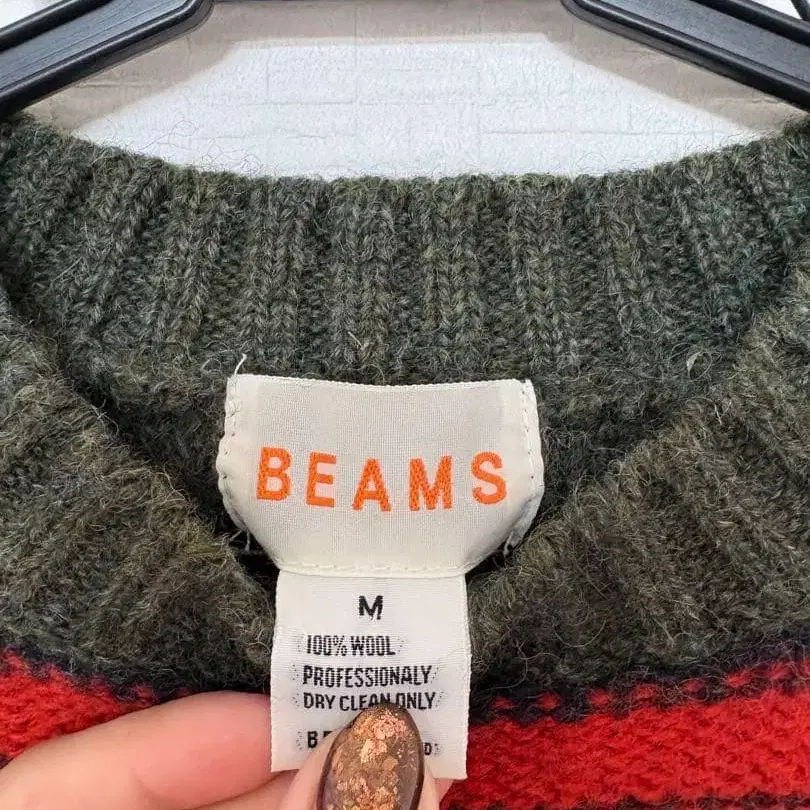 BEAMS
M
100% WOOL
PROFESSIONALY
DRY CLEAN ONLY